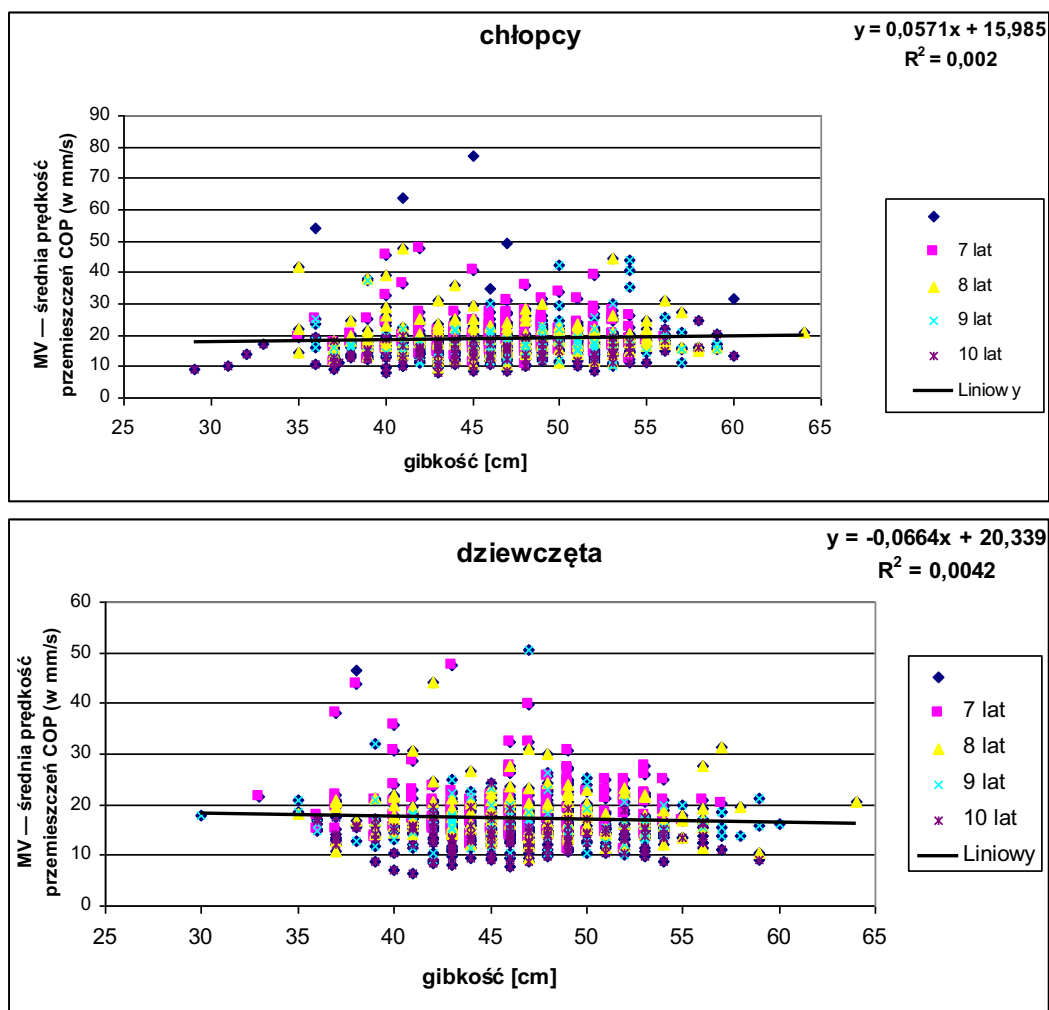 chłopcy
y = 0,0571x + 15,985
R² = 0,002
MV — średnia prędkość
przemieszczeń COP (w mm/s)
90
80
70
60
50
40
30
20
10
0
25 30 35 40 45 50 55 60 65
gibkość [cm]
7 lat
8 lat
9 lat
10 lat
Liniowy
dziewczęta
y = -0,0664x + 20,339
R² = 0,0042
MV — średnia prędkość
przemieszczeń COP (w mm/s)
60
50
40
30
20
10
0
25 30 35 40 45 50 55 60 65
gibkość [cm]
7 lat
8 lat
9 lat
10 lat
Liniowy